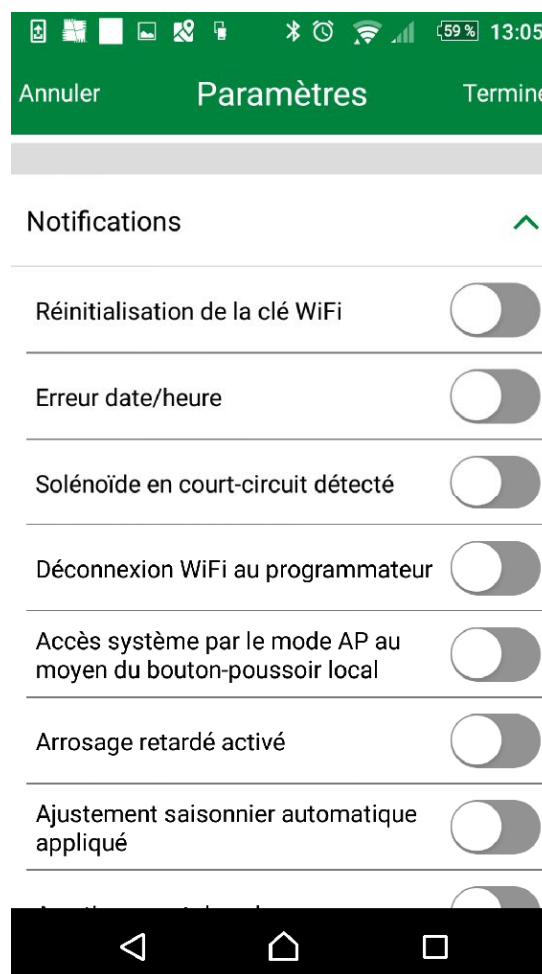 59 % 13:05
Annuler Paramètres Terminé
Notifications
Réinitialisation de la clé WiFi
Erreur date/heure
Solénoïde en court-circuit détecté
Déconnexion WiFi au programmateur
Accès système par le mode AP au
moyen du bouton-poussoir local
Arrosage retardé activé
Ajustement saisonnier automatique
appliqué